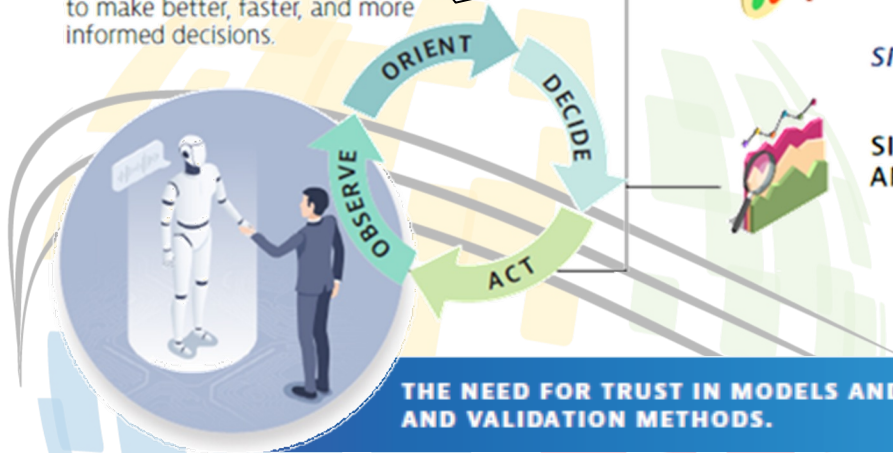 to make better, faster, and more
informed decisions.
ORIENT
DECIDE
OBSERVE
ACT
THE NEED FOR TRUST IN MODELS AND
AND VALIDATION METHODS.